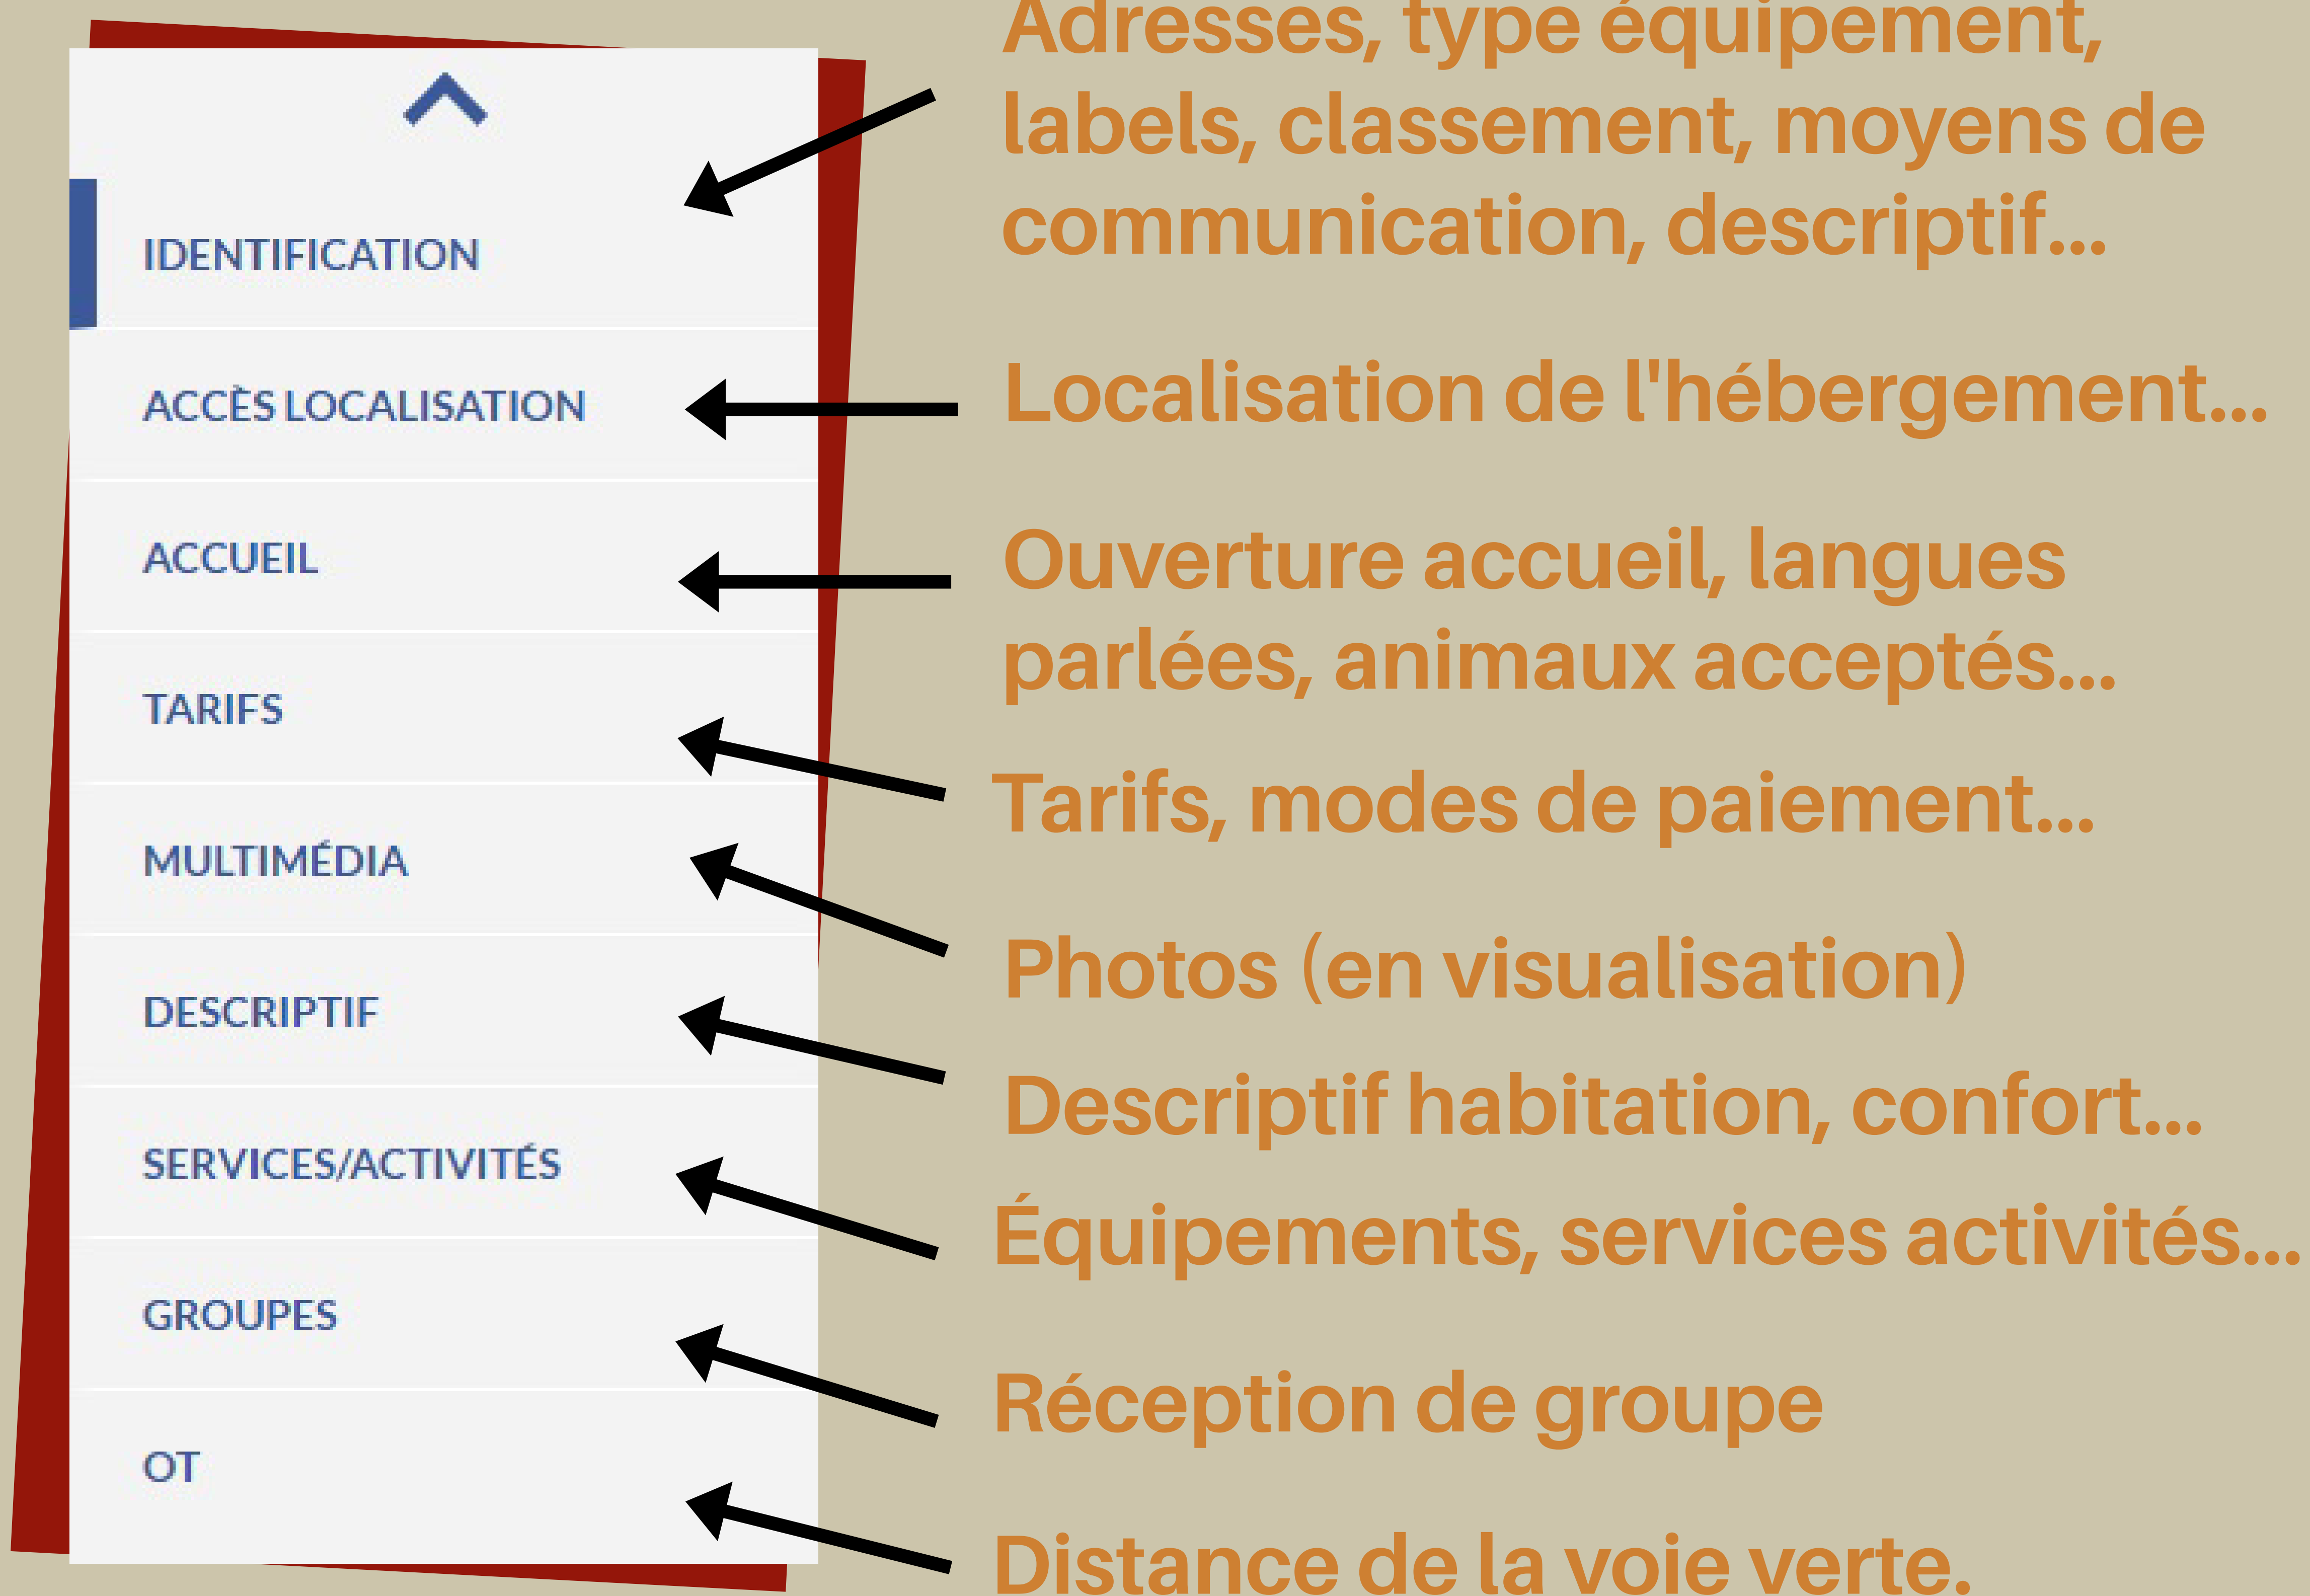 Adresses, type équipement,
labels, classement, moyens de
communication, descriptif...
IDENTIFICATION
ACCÈS LOCALISATION
Localisation de l'hébergement...
ACCUEIL
Ouverture accueil, langues
parlées, animaux acceptés...
TARIFS
Tarifs, modes de paiement...
MULTIMÉDIA
Photos (en visualisation)
DESCRIPTIF
Descriptif habitation, confort...
SERVICES/ACTIVITÉS
Équipements, services activités...
GROUPES
Réception de groupe
OT
Distance de la voie verte.